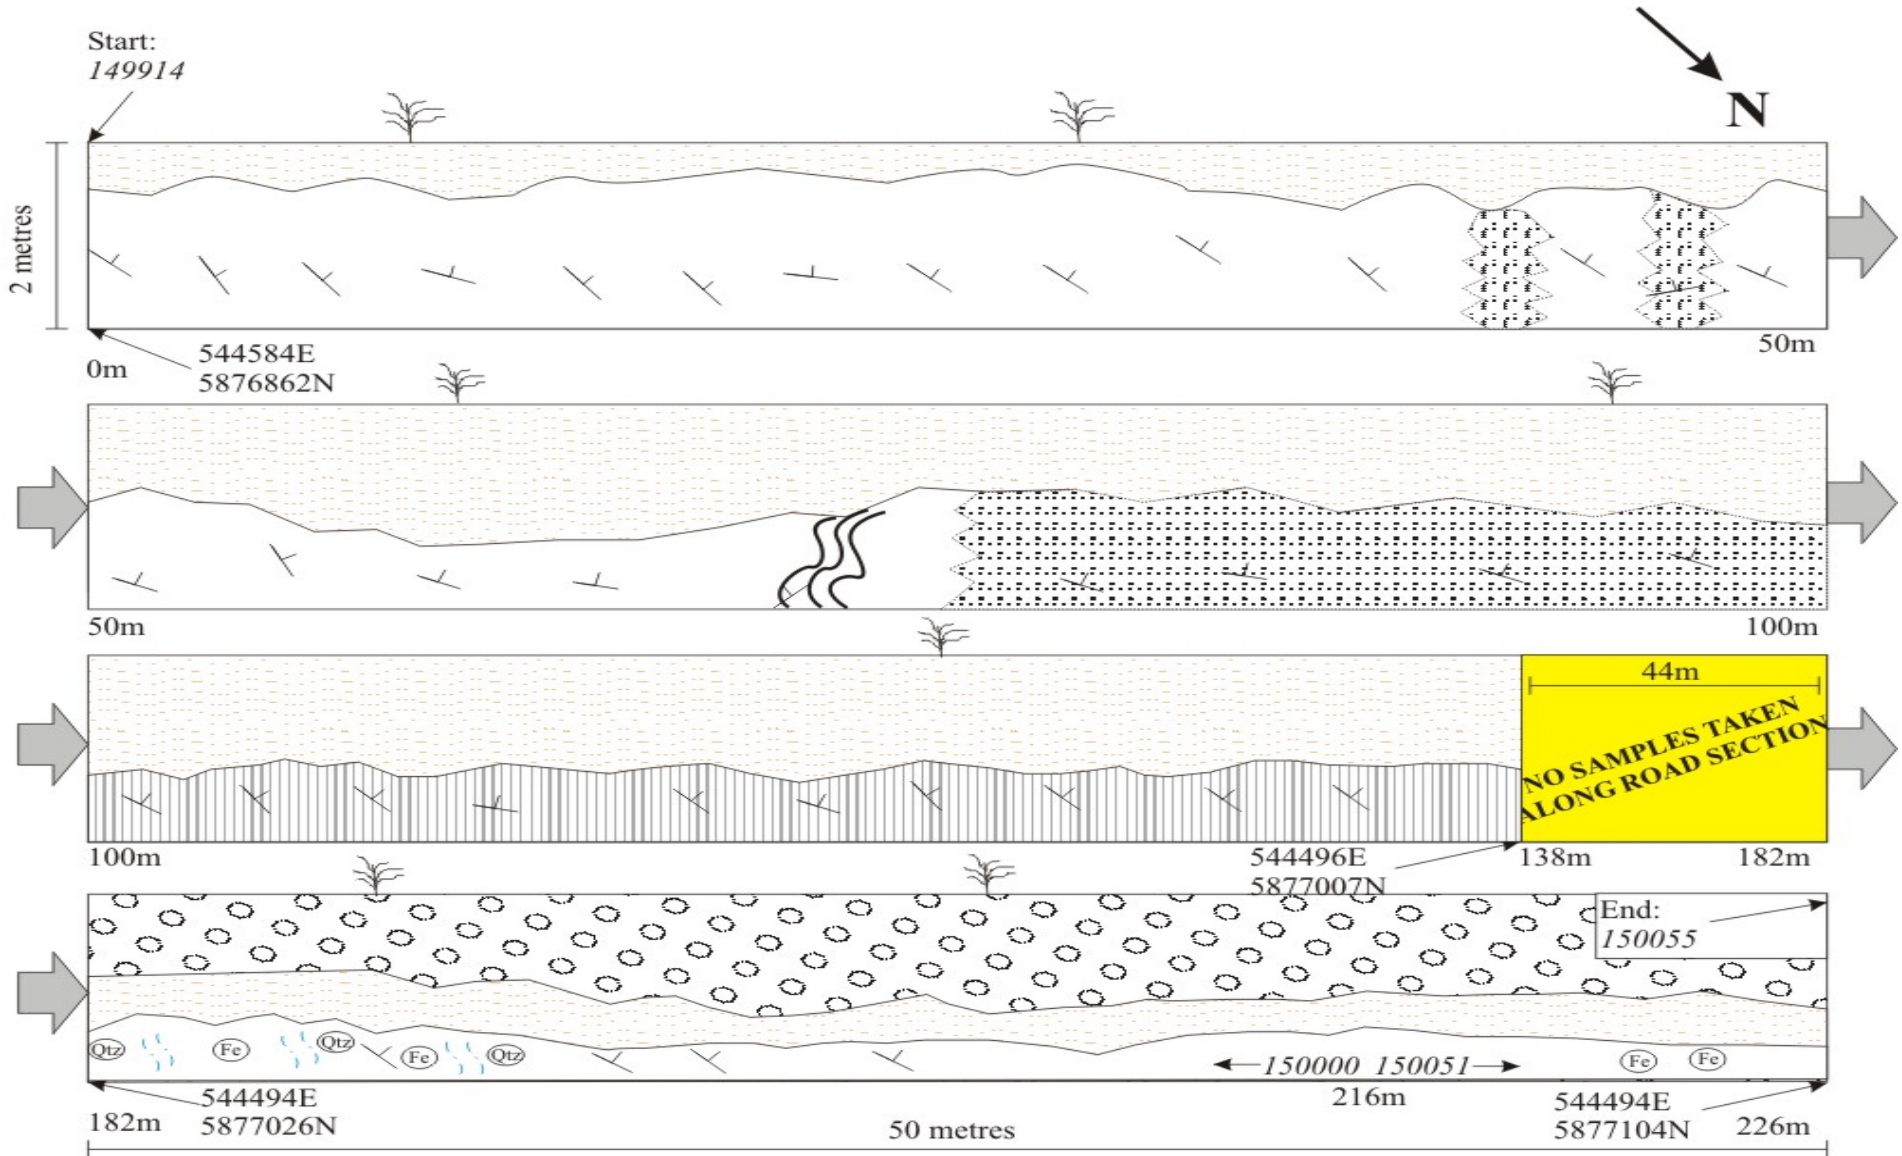 Start:
149914
N
2 metres
544584E
5876862N
0m
50m
50m
100m
44m
NO SAMPLES TAKEN
ALONG ROAD SECTION
100m
544496E
5877007N
138m
182m
End:
150055
Qtz
Fe
Qtz
Fe
Qtz
150000 150051
Fe
Fe
216m
544494E
5877026N
182m
544494E
5877104N
226m
50 metres